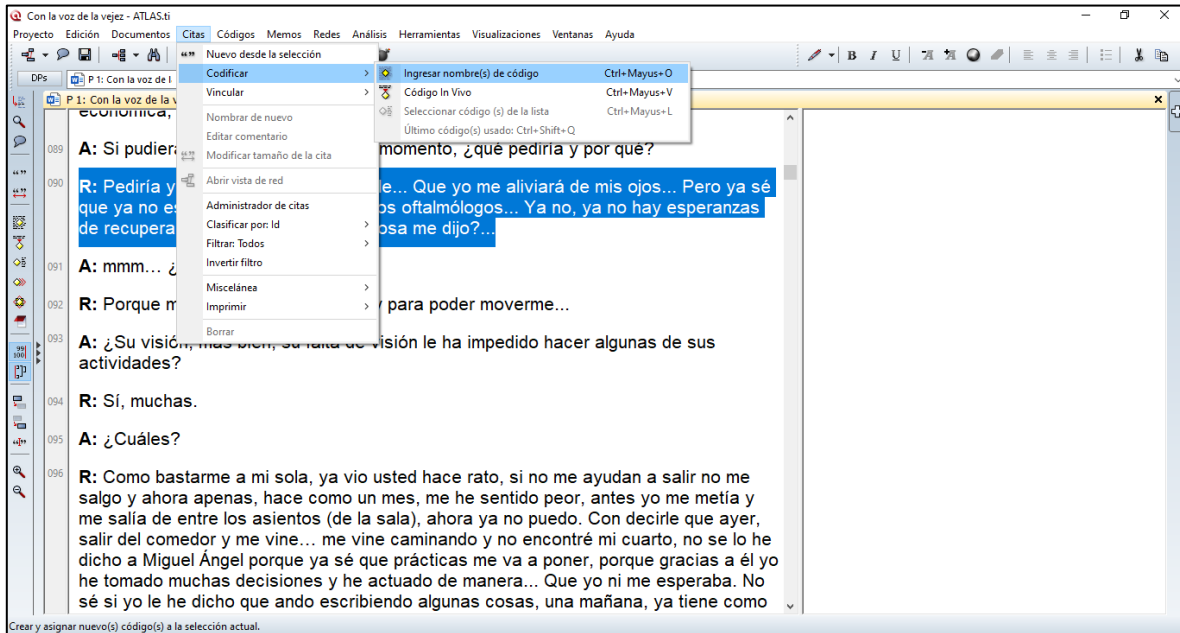 Con la voz de la vejez - ATLAS.ti
Proyecto Edición Documentos Citas Códigos Memos Redes Análisis Herramientas Visualizaciones Ventanas Ayuda
B I U
DPs P 1: Con la voz de l
P 1: Con la voz de la v
Nuevo desde la selección
Codificar
Vincular
Nombrar de nuevo
Editar comentario
Modificar tamaño de la cita
Abrir vista de red
Administrador de citas
Clasificar por: Id
Filtrar: Todos
Invertir filtro
Miscelánea
Imprimir
Borrar
Ingresar nombre(s) de código Ctrl+Mayus+O
Código In Vivo Ctrl+Mayus+V
Seleccionar código (s) de la lista Ctrl+Mayus+L
Último código(s) usado: Ctrl+Shift+Q
económica,
089 A: Si pudier momento, ¿qué pediría y por qué?
090 R: Pediría y le... Que yo me aliviará de mis ojos... Pero ya sé
que ya no es os oftalmólogos... Ya no, ya no hay esperanzas
de recupera osa me dijo?...
091 A: mmm… ¿
092 R: Porque m y para poder moverme...
093 A: ¿Su visión, más bien, su falta de visión le ha impedido hacer algunas de sus
actividades?
094 R: Sí, muchas.
095 A: ¿Cuáles?
096 R: Como bastarme a mi sola, ya vio usted hace rato, si no me ayudan a salir no me
salgo y ahora apenas, hace como un mes, me he sentido peor, antes yo me metía y
me salía de entre los asientos (de la sala), ahora ya no puedo. Con decirle que ayer,
salir del comedor y me vine… me vine caminando y no encontré mi cuarto, no se lo he
dicho a Miguel Ángel porque ya sé que prácticas me va a poner, porque gracias a él yo
he tomado muchas decisiones y he actuado de manera... Que yo ni me esperaba. No
sé si yo le he dicho que ando escribiendo algunas cosas, una mañana, ya tiene como
Crear y asignar nuevo(s) código(s) a la selección actual.